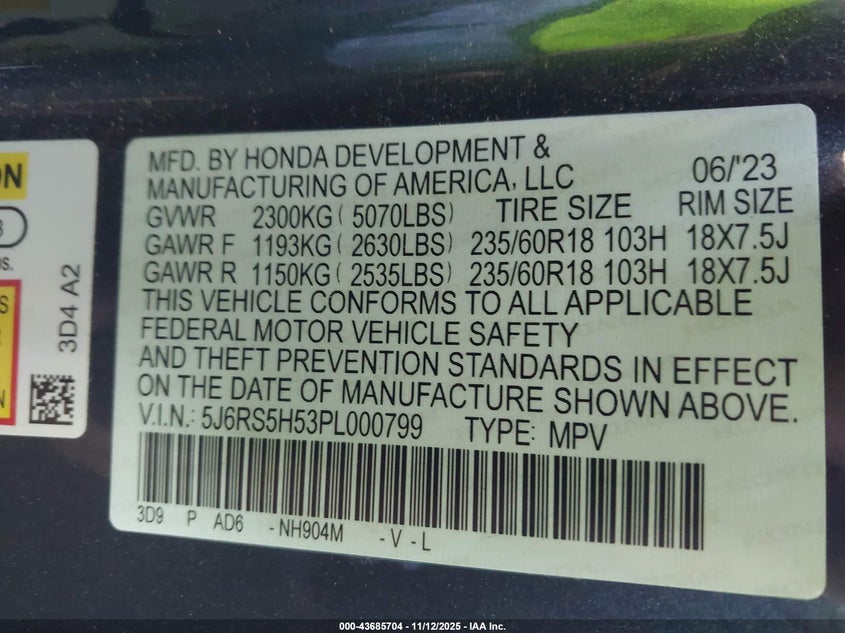 MFD. BY HONDA DEVELOPMENT &
MANUFACTURING OF AMERICA, LLC 06/'23
GVWR 2300KG ( 5070LBS) TIRE SIZE RIM SIZE
GAWR F 1193KG ( 2630LBS) 235/60R18 103H 18X7.5J
GAWR R 1150KG ( 2535LBS) 235/60R18 103H 18X7.5J
THIS VEHICLE CONFORMS TO ALL APPLICABLE
FEDERAL MOTOR VEHICLE SAFETY
AND THEFT PREVENTION STANDARDS IN EFFECT
ON THE DATE OF MANUFACTURE SHOWN ABOVE.
V.I.N.: 5J6RS5H53PL000799 TYPE: MPV
3D9 P AD6 -NH904M -V-L
3D4 A2
000-43685704 - 11/12/2025 - IAA Inc.